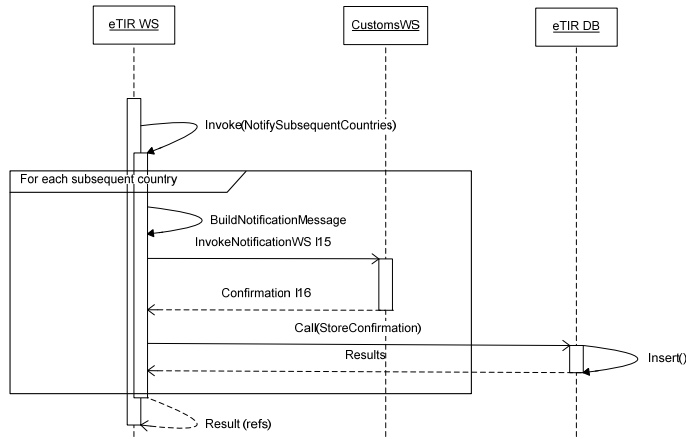 eTIR WS
CustomsWS
eTIR DB
Invoke(NotifySubsequentCountries)
For each subsequent country
BuildNotificationMessage
InvokeNotificationWS I15
Confirmation I16
Call(StoreConfirmation)
Results
Insert()
Result (refs)